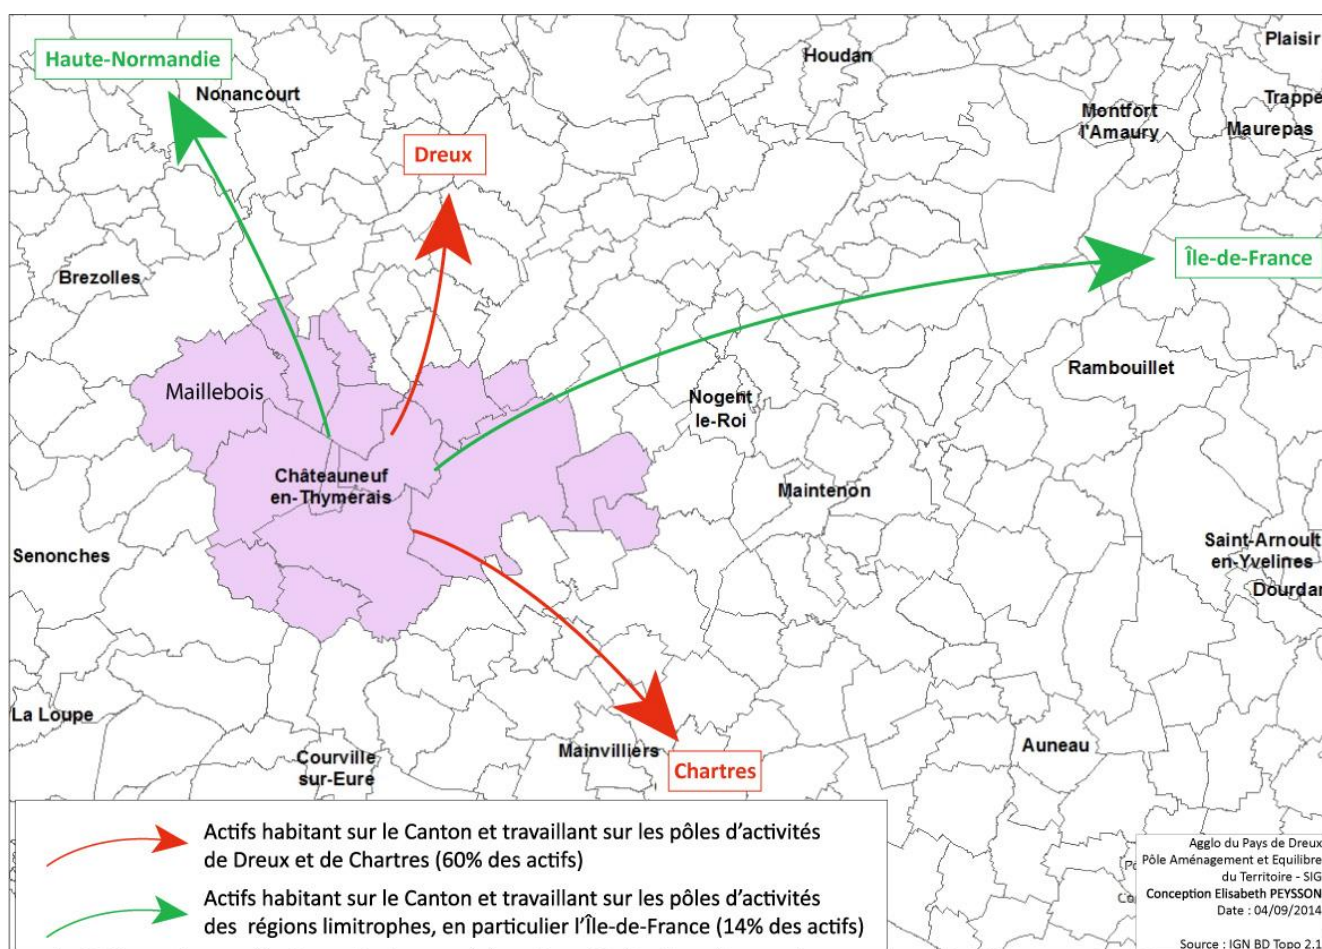 Haute-Normandie
Nonancourt
Houdan
Plaisir
Montfort
l'Amaury
Trappe
Maurepas
Dreux
Île-de-France
Brezolles
Rambouillet
Maillebois
Nogent
le-Roi
Châteauneuf
en-Thymerais
Maintenon
Senonches
Saint-Arnoult
en-Yvelines
Dourdan
La Loupe
Courville
sur-Eure
Mainvilliers
Chartres
Auneau
Actifs habitant sur le Canton et travaillant sur les pôles d'activités
de Dreux et de Chartres (60% des actifs)
Actifs habitant sur le Canton et travaillant sur les pôles d'activités
des régions limitrophes, en particulier l'Île-de-France (14% des actifs)
Agglo du Pays de Dreux
Pôle Aménagement et Equilibre
du Territoire - SIG
Conception Elisabeth PEYSSON
Date : 04/09/2014
Source : IGN BD Topo 2.1